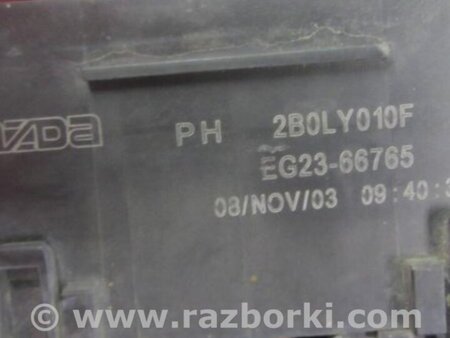 PH 2B0LY010F
EG23-66765
08/NOV/03 09:40:
© www.razborki.com